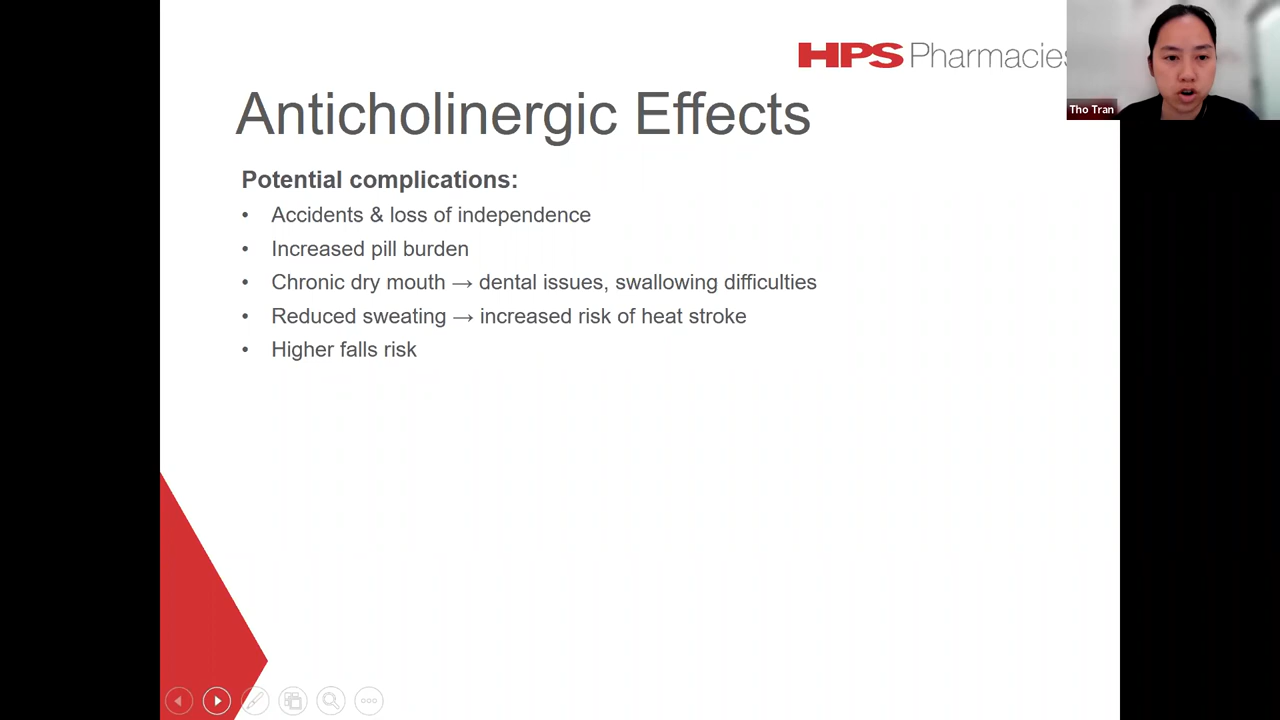 HPS Pharmacies
Tho Tran
Anticholinergic Effects
Potential complications:
• Accidents & loss of independence
• Increased pill burden
• Chronic dry mouth → dental issues, swallowing difficulties
• Reduced sweating → increased risk of heat stroke
• Higher falls risk